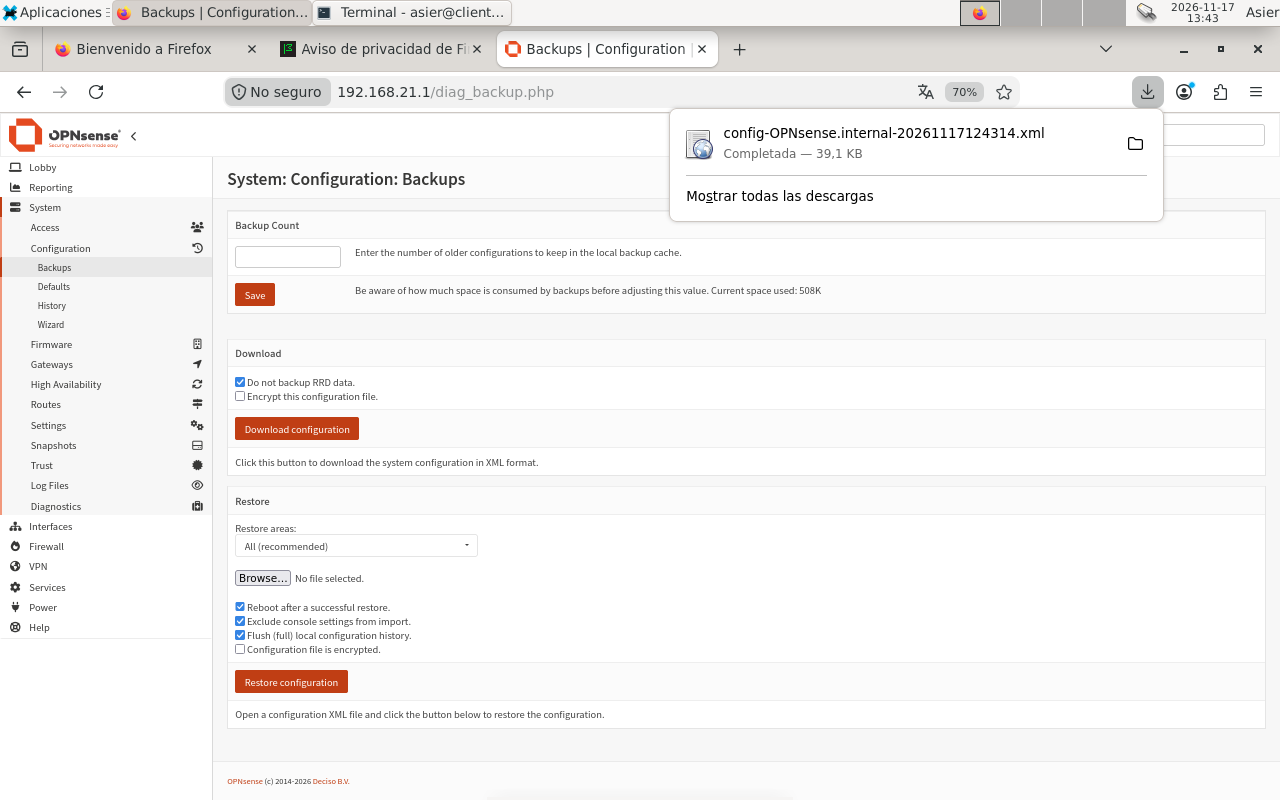 Aplicaciones
Backups | Configuration...
Terminal - asier@client...
2026-11-17
13:43
Asier
Bienvenido a Firefox
Aviso de privacidad de Fi
Backups | Configuration |
No seguro
192.168.21.1/diag_backup.php
70%
config-OPNsense.internal-20261117124314.xml
Completada — 39,1 KB
Mostrar todas las descargas
OPNsense
Securing networks made easy
Lobby
Reporting
System
Access
Configuration
Backups
Defaults
History
Wizard
Firmware
Gateways
High Availability
Routes
Settings
Snapshots
Trust
Log Files
Diagnostics
Interfaces
Firewall
VPN
Services
Power
Help
System: Configuration: Backups
Backup Count
Enter the number of older configurations to keep in the local backup cache.
Save
Be aware of how much space is consumed by backups before adjusting this value. Current space used: 508K
Download
Do not backup RRD data.
Encrypt this configuration file.
Download configuration
Click this button to download the system configuration in XML format.
Restore
Restore areas:
All (recommended)
Browse... No file selected.
Reboot after a successful restore.
Exclude console settings from import.
Flush (full) local configuration history.
Configuration file is encrypted.
Restore configuration
Open a configuration XML file and click the button below to restore the configuration.
OPNsense (c) 2014-2026 Deciso B.V.